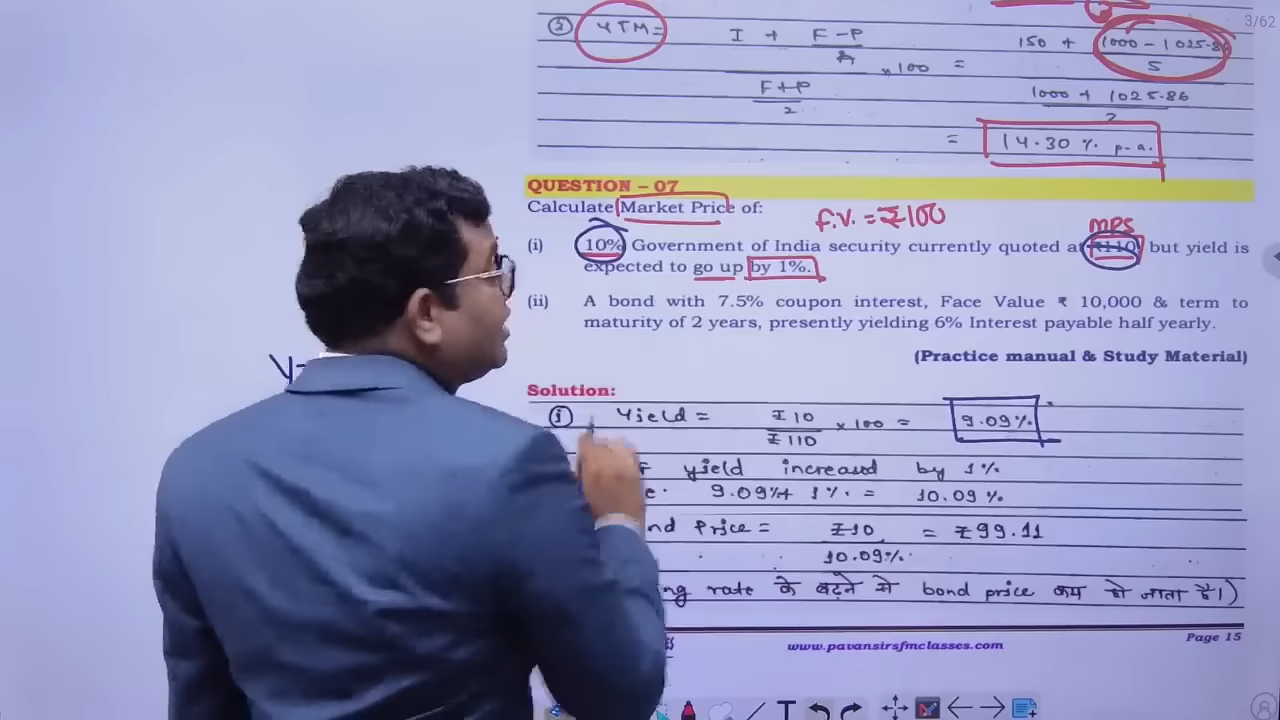 3/62
② YTM = I + F-P 150 + 1000 - 1025.8
n × 100 = 5
F+P 1000 + 1025.86
2 2
= 14.30 % p.a.
QUESTION – 07
Calculate Market Price of: F.V. = ₹100 MPS
(i) 10% Government of India security currently quoted at ₹110, but yield is
expected to go up by 1%.
(ii) A bond with 7.5% coupon interest, Face Value ₹ 10,000 & term to
maturity of 2 years, presently yielding 6% Interest payable half yearly.
(Practice manual & Study Material)
Y
Solution:
① Yield = ₹10 × 100 = 9.09%
₹110
yield increased by 1%
9.09% + 1% = 10.09 %
nd Price = ₹10 = ₹99.11
10.09%
ng rate के बढ़ने से bond price कम हो जाता है।)
www.pavansirsfmclasses.com
Page 15
T